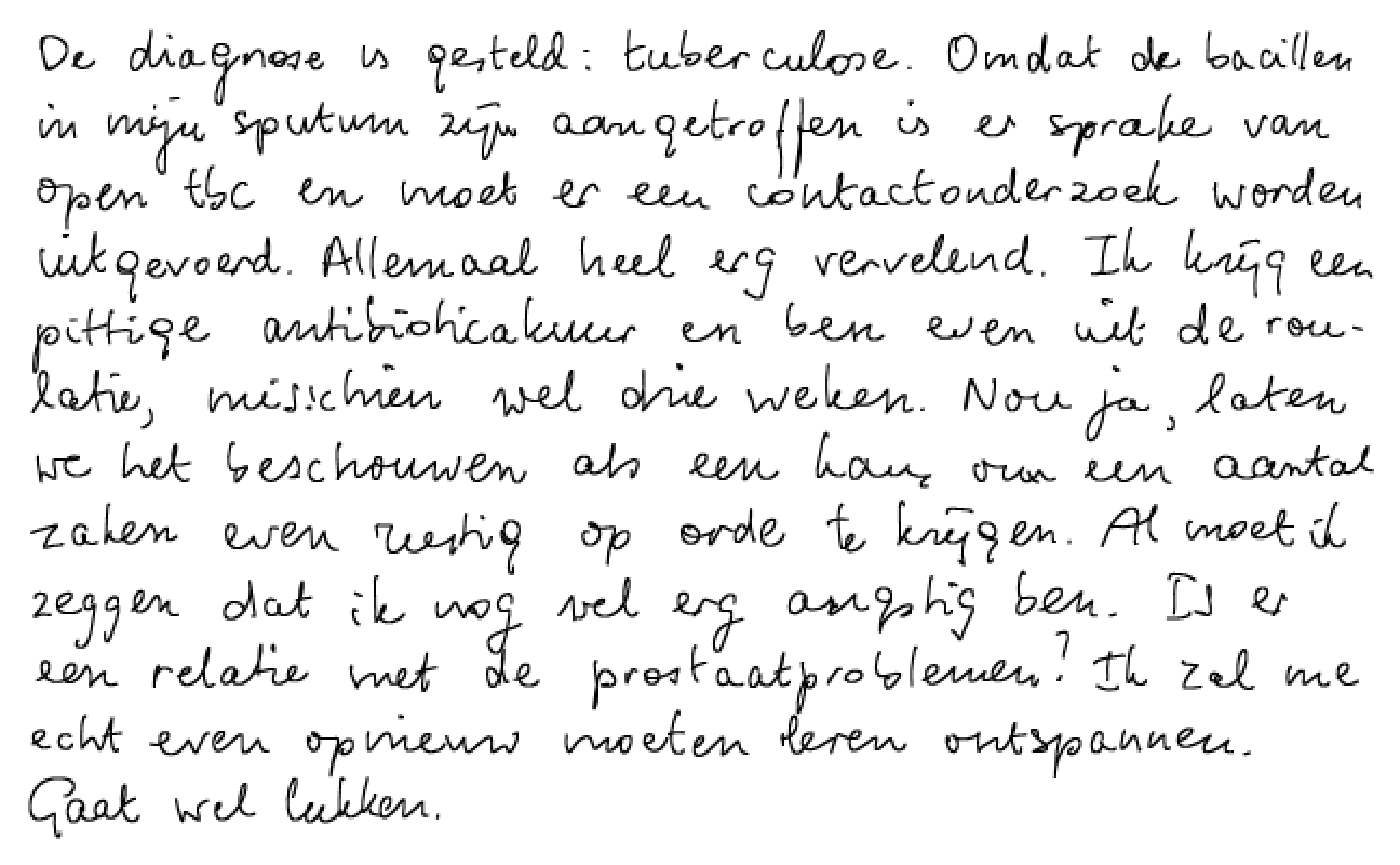 De diagnose is gesteld: tuberculose. Omdat de bacillen
in mijn sputum zijn aangetroffen is er sprake van
open tbc en moet er een contactonderzoek worden
uitgevoerd. Allemaal heel erg vervelend. Ik krijg een
pittige antibioticakuur en ben even uit de rou-
latie, misschien wel drie weken. Nou ja, laten
we het beschouwen als een kans om een aantal
zaken even rustig op orde te krijgen. Al moet ik
zeggen dat ik nog wel erg angstig ben. Is er
een relatie met de prostaatproblemen? Ik zal me
echt even opnieuw moeten leren ontspannen.
Gaat wel lukken.